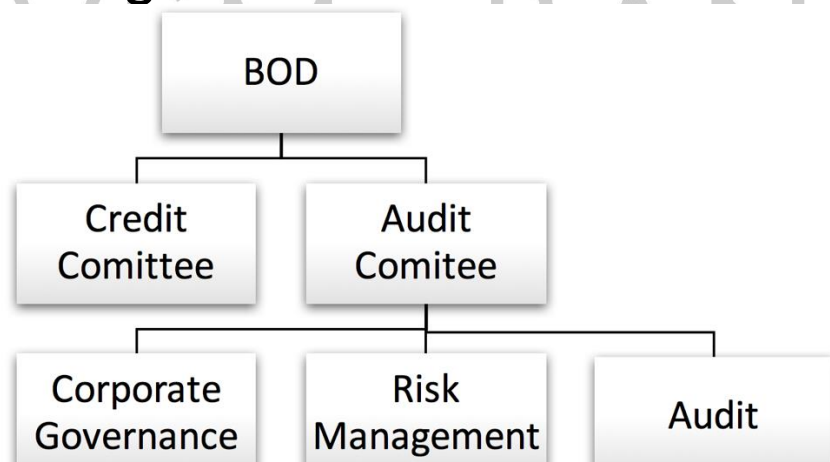 BOD
Credit
Comittee
Audit
Comitee
Corporate
Governance
Risk
Management
Audit